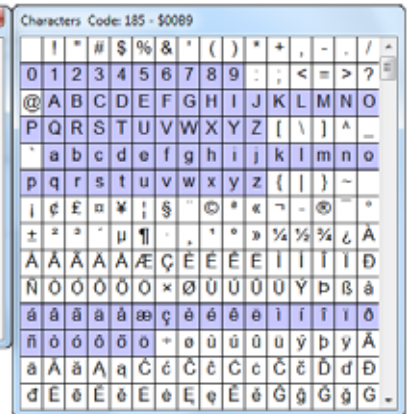 Characters Code: 185 - $00B9
! " # $ % & ' ( ) * + , - . /
0 1 2 3 4 5 6 7 8 9 : ; < = > ?
@ A B C D E F G H I J K L M N O
P Q R S T U V W X Y Z [ \ ] ^ _
` a b c d e f g h i j k l m n o
p q r s t u v w x y z { | } ~
¡ ¢ £ ¤ ¥ ¦ § ¨ © ª « ¬ - ® ¯ °
± ² ³ ´ µ ¶ · ¸ ¹ º » ¼ ½ ¾ ¿ À
Á Â Ã Ä Å Æ Ç È É Ê Ë Ì Í Î Ï Ð
Ñ Ò Ó Ô Õ Ö × Ø Ù Ú Û Ü Ý Þ ß à
á â ã ä å æ ç è é ê ë ì í î ï ð
ñ ò ó ô õ ö ÷ ø ù ú û ü ý þ ÿ Ā
ā Ă ă Ą ą Ć ć Ĉ ĉ Ċ ċ Č č Ď ď Đ
đ Ē ē Ĕ ĕ Ė ė Ę ę Ě ě Ĝ ĝ Ğ ğ Ġ